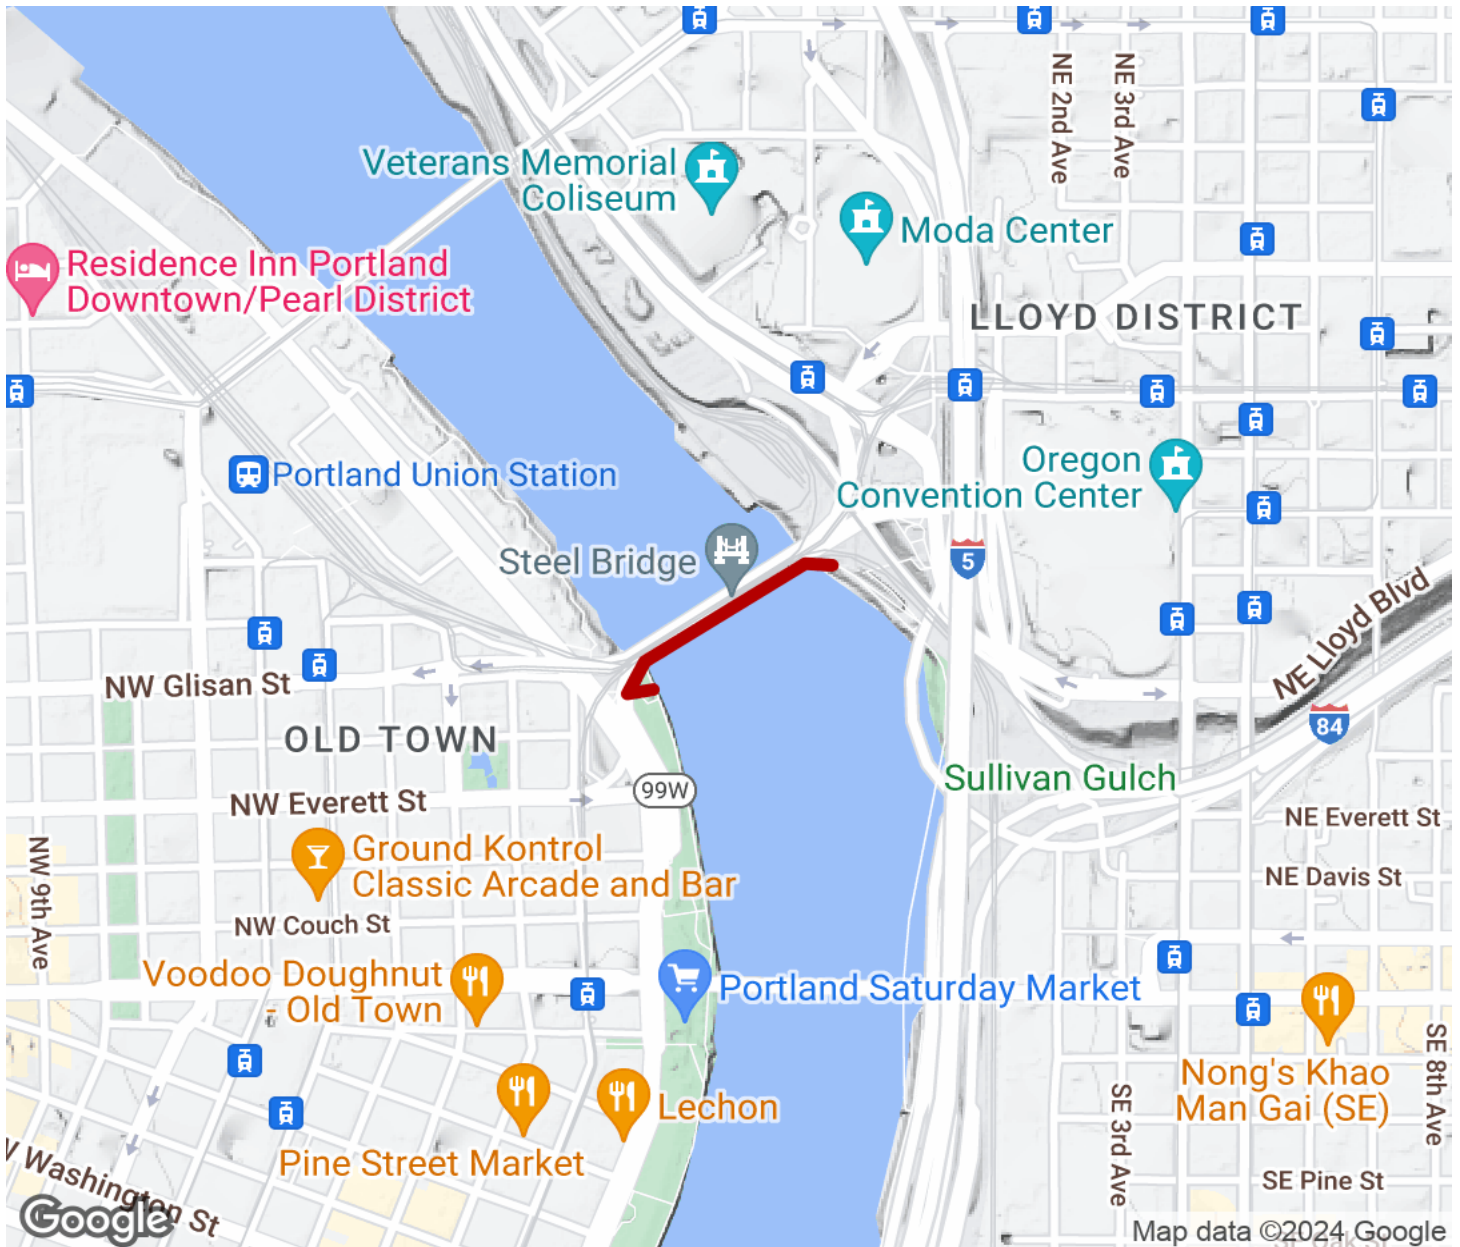 NE 2nd Ave
NE 3rd Ave
Veterans Memorial
Coliseum
Moda Center
Residence Inn Portland
Downtown/Pearl District
LLOYD DISTRICT
Portland Union Station
Oregon
Convention Center
Steel Bridge
5
NE Lloyd Blvd
NW Glisan St
OLD TOWN
84
Sullivan Gulch
99W
NW Everett St
NE Everett St
Ground Kontrol
Classic Arcade and Bar
NW 9th Ave
NE Davis St
NW Couch St
Voodoo Doughnut
- Old Town
Portland Saturday Market
Nong's Khao
Man Gai (SE)
SE 8th Ave
SE 3rd Ave
Lechon
Pine Street Market
SE Pine St
Washington St
Google
Map data ©2024 Google